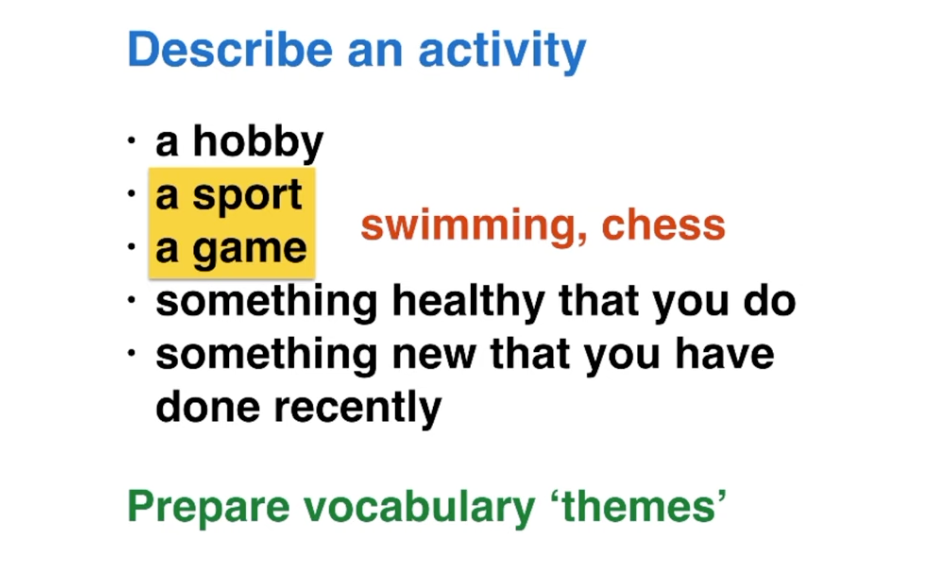 Describe an activity
· a hobby
· a sport
· a game
swimming, chess
· something healthy that you do
· something new that you have
done recently
Prepare vocabulary ‘themes’